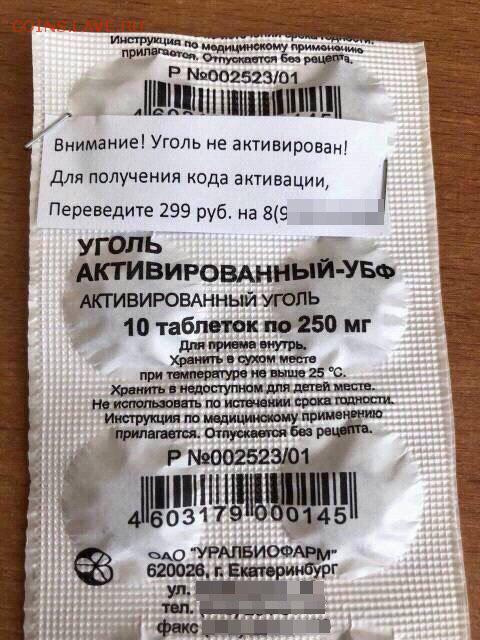 COINS.LAVE.RU
Инструкция по медицинскому применению
прилагается. Отпускается без рецепта.
Р №002523/01
Внимание! Уголь не активирован!
Для получения кода активации,
Переведите 299 руб. на 8(9
УГОЛЬ
АКТИВИРОВАННЫЙ-УБФ
АКТИВИРОВАННЫЙ УГОЛЬ
10 таблеток по 250 мг
Для приема внутрь.
Хранить в сухом месте
при температуре не выше 25 °С.
Хранить в недоступном для детей месте.
Не использовать по истечении срока годности.
Инструкция по медицинскому применению
прилагается. Отпускается без рецепта.
Р №002523/01
4 603179 000145
ОАО "УРАЛБИОФАРМ"
620026, г. Екатеринбург
ул.
тел.
факс